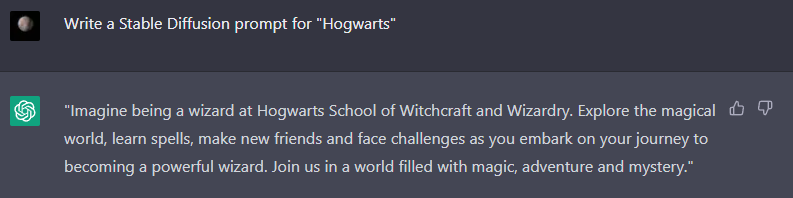 Write a Stable Diffusion prompt for "Hogwarts"
"Imagine being a wizard at Hogwarts School of Witchcraft and Wizardry. Explore the magical
world, learn spells, make new friends and face challenges as you embark on your journey to
becoming a powerful wizard. Join us in a world filled with magic, adventure and mystery."